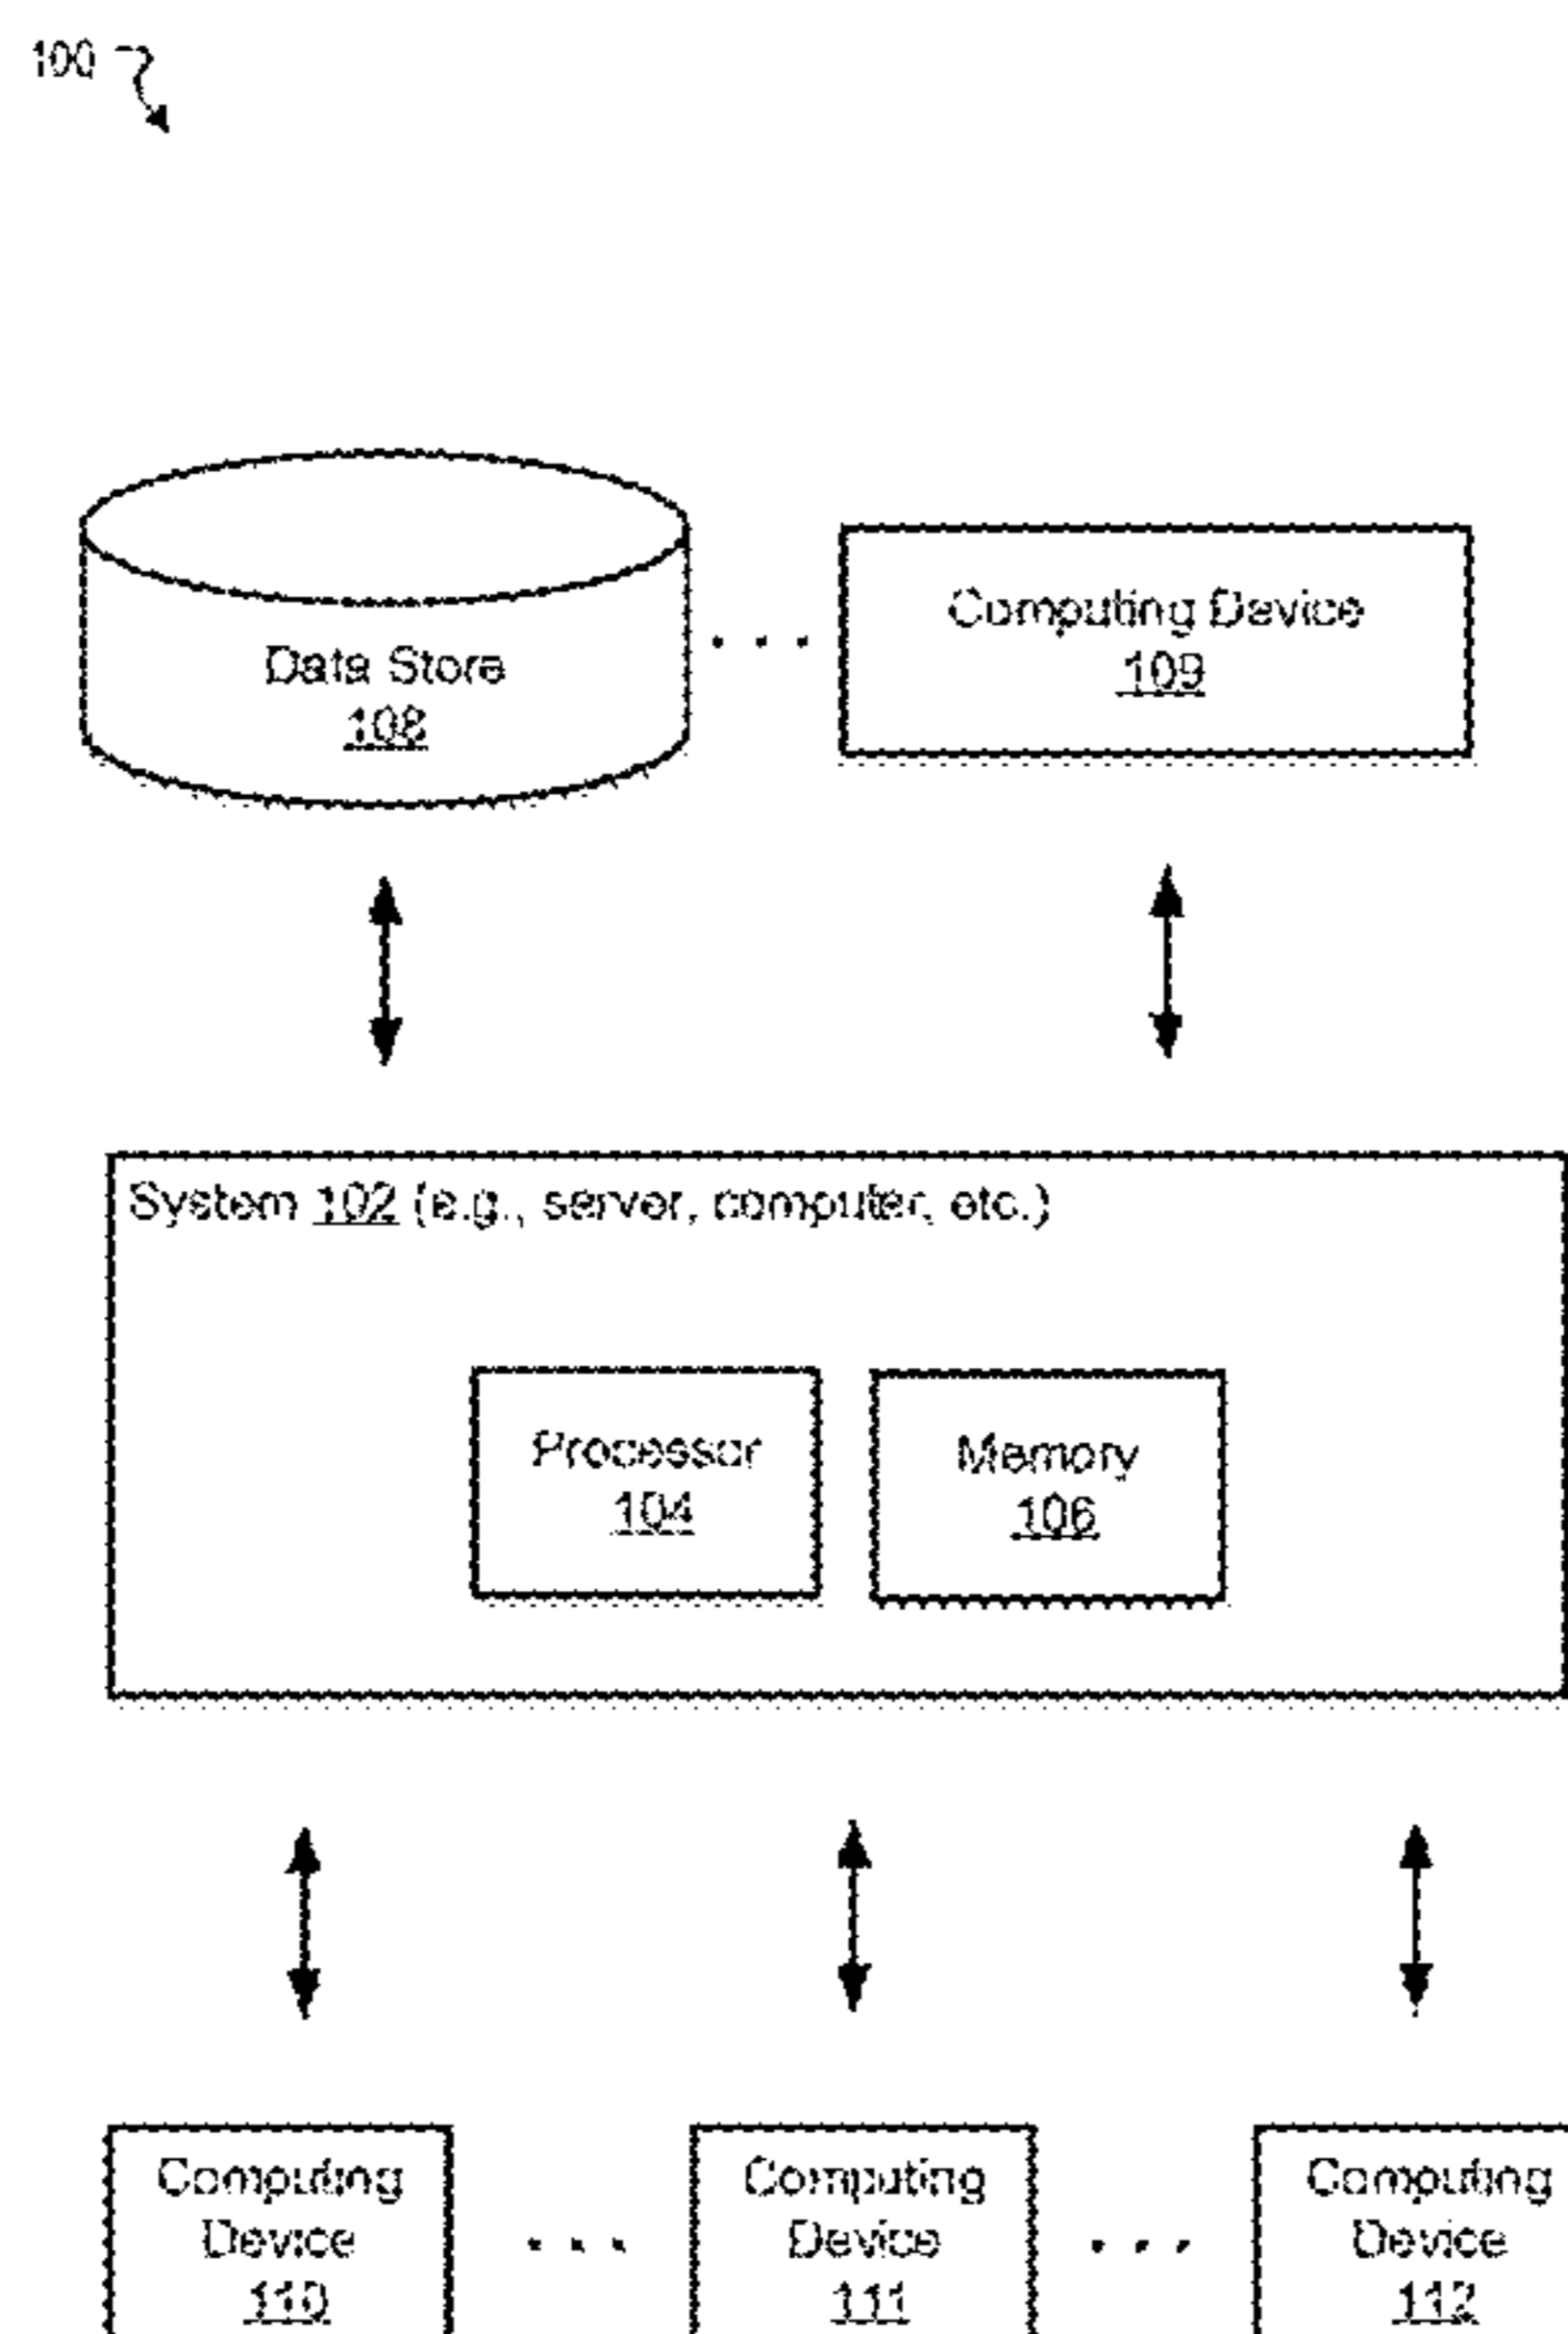 100
Data Store
108
. . .
Computing Device
109
System 102 (e.g., server, computer, etc.)
Processor
104
Memory
106
Computing
Device
110
. . .
Computing
Device
111
. . .
Computing
Device
112